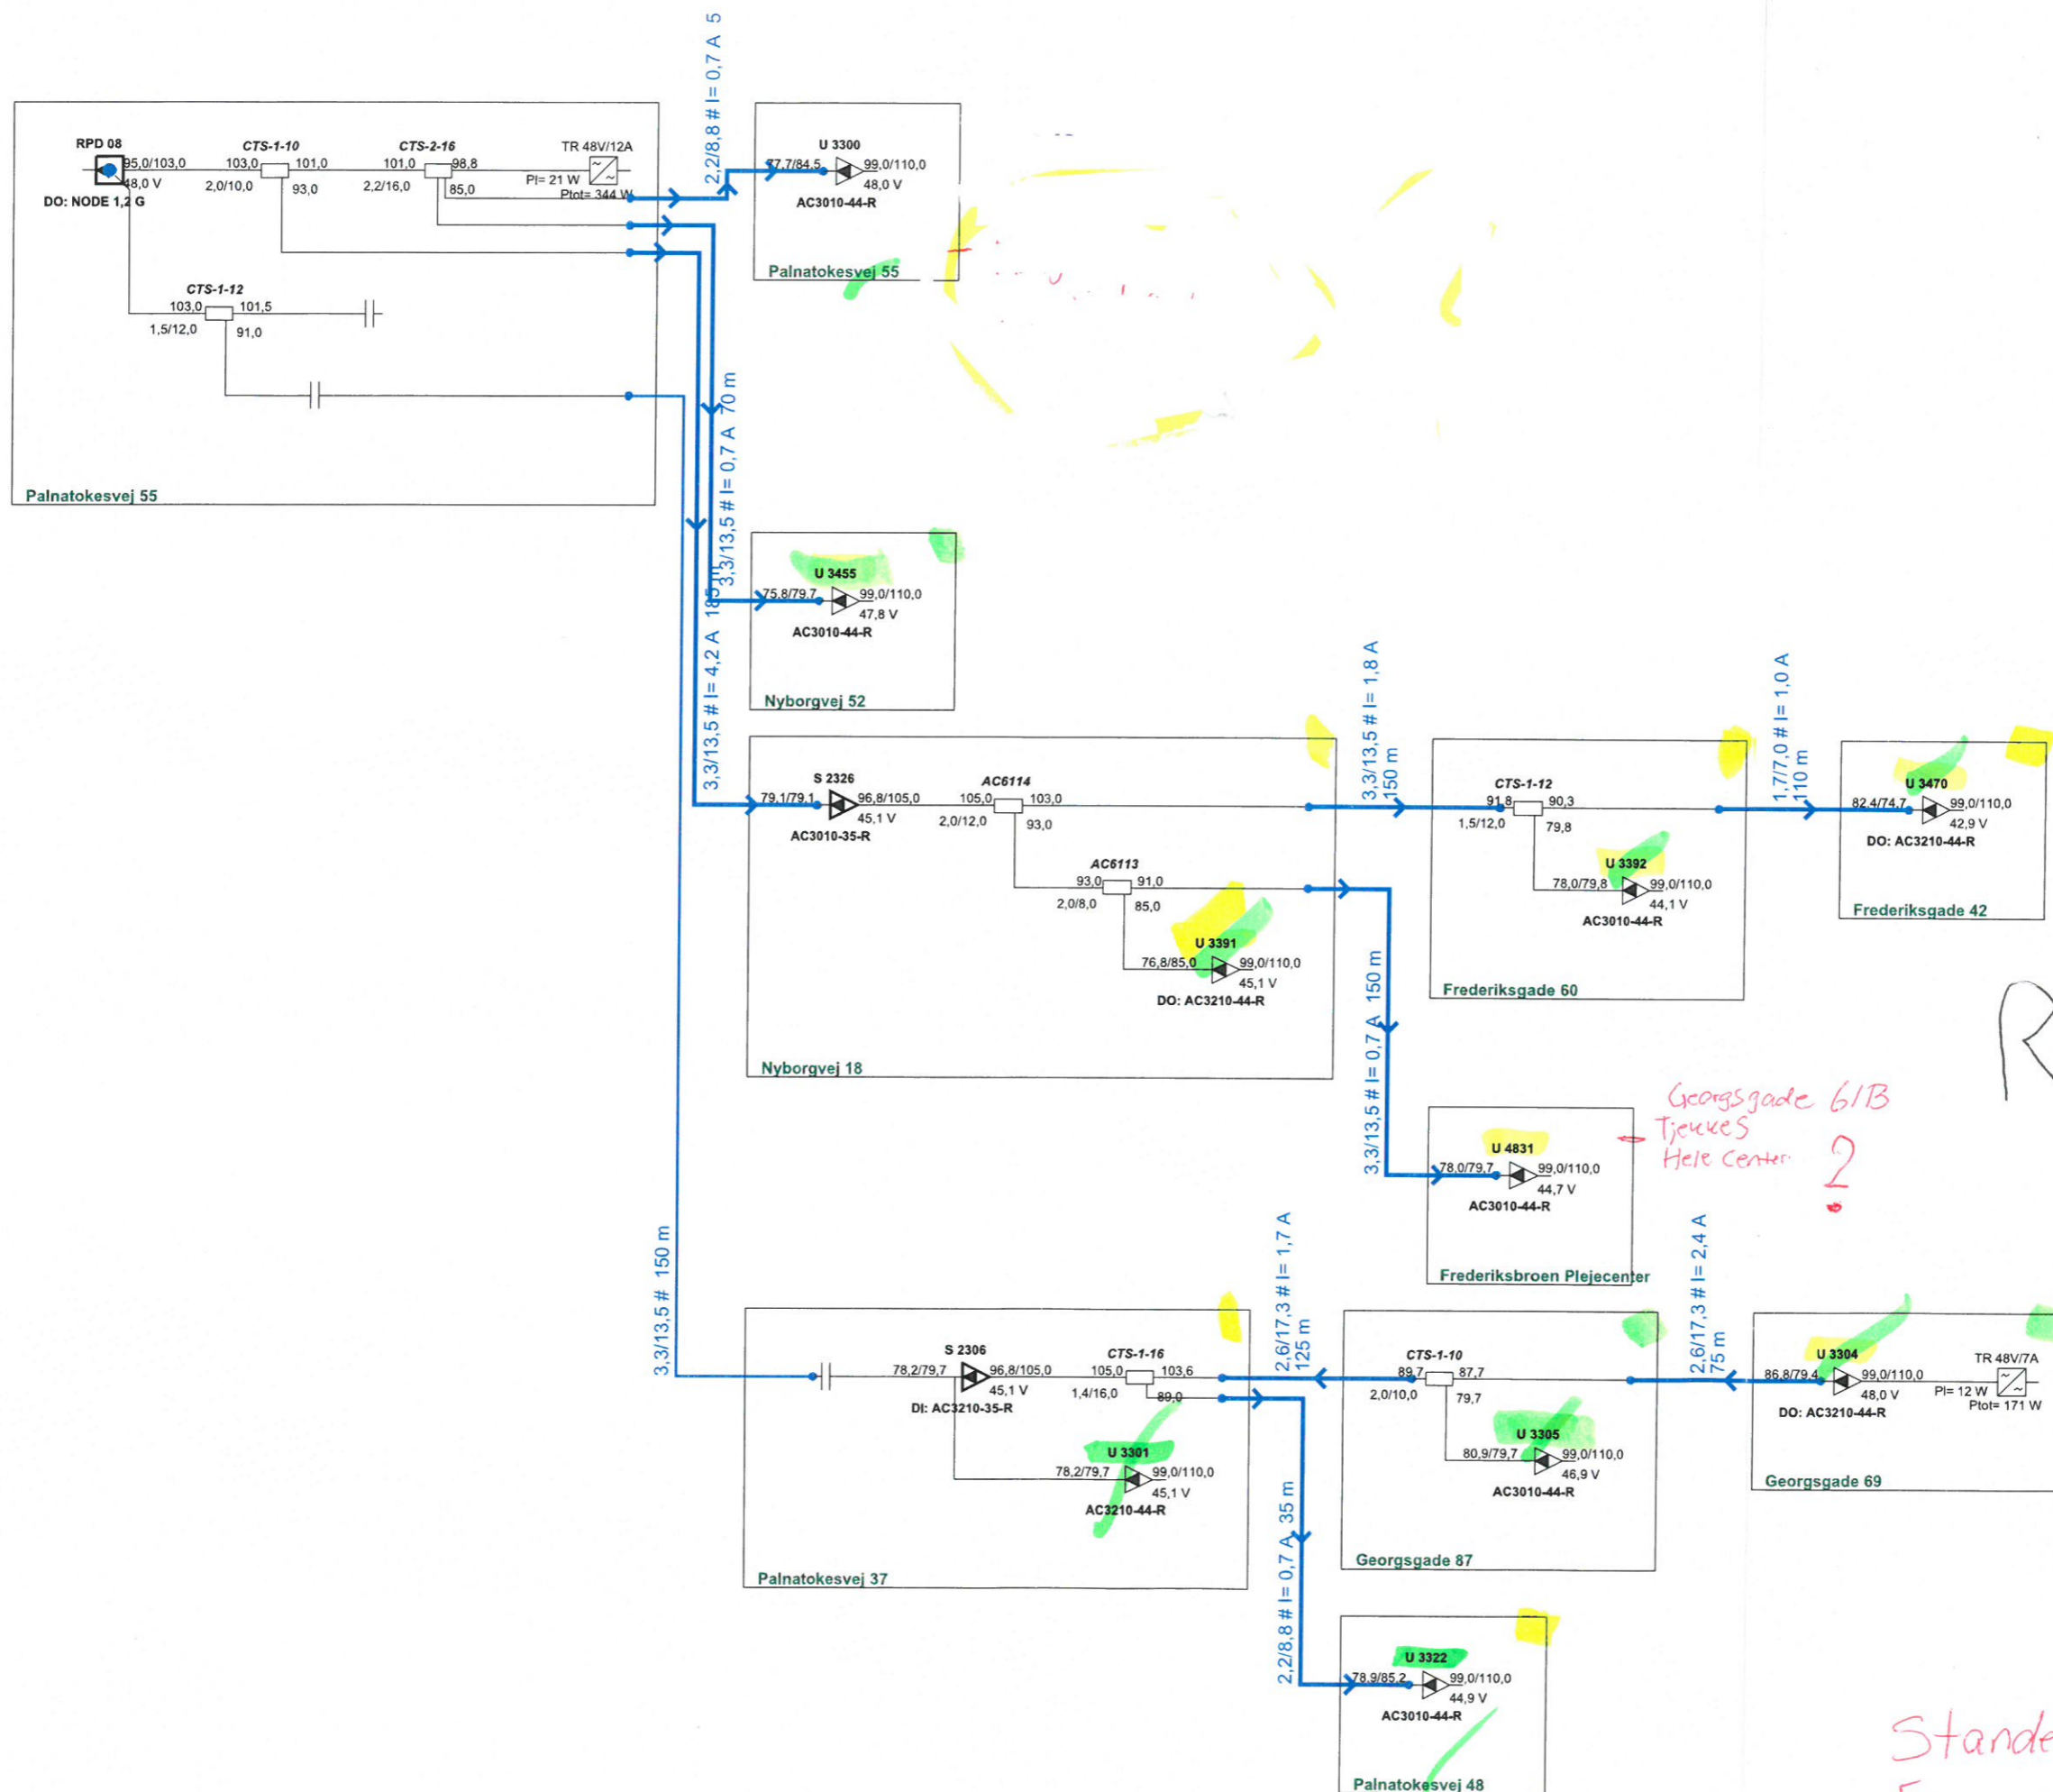 2,2/8,8 # I= 0,7 A 5
RPD 08
95,0/103,0
48,0 V
DO: NODE 1,2 G
CTS-1-10
103,0 101,0
2,0/10,0 93,0
CTS-2-16
101,0 98,8
2,2/16,0 85,0
TR 48V/12A
PI= 21 W
Ptot= 344 W
CTS-1-12
103,0 101,5
1,5/12,0 91,0
Palnatokesvej 55
U 3300
77,7/84,5 99,0/110,0
48,0 V
AC3010-44-R
Palnatokesvej 55
3,3/13,5 # I= 0,7 A 70 m
3,3/13,5 # I= 4,2 A 185 m
U 3455
75,8/79,7 99,0/110,0
47,8 V
AC3010-44-R
Nyborgvej 52
S 2326
79,1/79,1 96,8/105,0
45,1 V
AC3010-35-R
AC6114
105,0 103,0
2,0/12,0 93,0
AC6113
93,0 91,0
2,0/8,0 85,0
U 3391
76,8/85,0 99,0/110,0
45,1 V
DO: AC3210-44-R
Nyborgvej 18
3,3/13,5 # I= 1,8 A
150 m
CTS-1-12
91,8 90,3
1,5/12,0 79,8
U 3392
78,0/79,8 99,0/110,0
44,1 V
AC3010-44-R
Frederiksgade 60
1,7/7,0 # I= 1,0 A
110 m
U 3470
82,4/74,7 99,0/110,0
42,9 V
DO: AC3210-44-R
Frederiksgade 42
R
3,3/13,5 # I= 0,7 A 150 m
U 4831
78,0/79,7 99,0/110,0
44,7 V
AC3010-44-R
Frederiksbroen Plejecenter
Georgsgade 61B
Tjekkes
Hele Center
?
3,3/13,5 # 150 m
S 2306
78,2/79,7 96,8/105,0
45,1 V
DI: AC3210-35-R
CTS-1-16
105,0 103,6
1,4/16,0 89,0
U 3301
78,2/79,7 99,0/110,0
45,1 V
AC3210-44-R
Palnatokesvej 37
2,6/17,3 # I= 1,7 A
125 m
CTS-1-10
89,7 87,7
2,0/10,0 79,7
U 3305
80,9/79,7 99,0/110,0
46,9 V
AC3010-44-R
Georgsgade 87
2,6/17,3 # I= 2,4 A
75 m
U 3304
86,8/79,4 99,0/110,0
48,0 V
DO: AC3210-44-R
TR 48V/7A
PI= 12 W
Ptot= 171 W
Georgsgade 69
2,2/8,8 # I= 0,7 A 35 m
U 3322
78,9/85,2 99,0/110,0
44,9 V
AC3010-44-R
Palnatokesvej 48
Stande